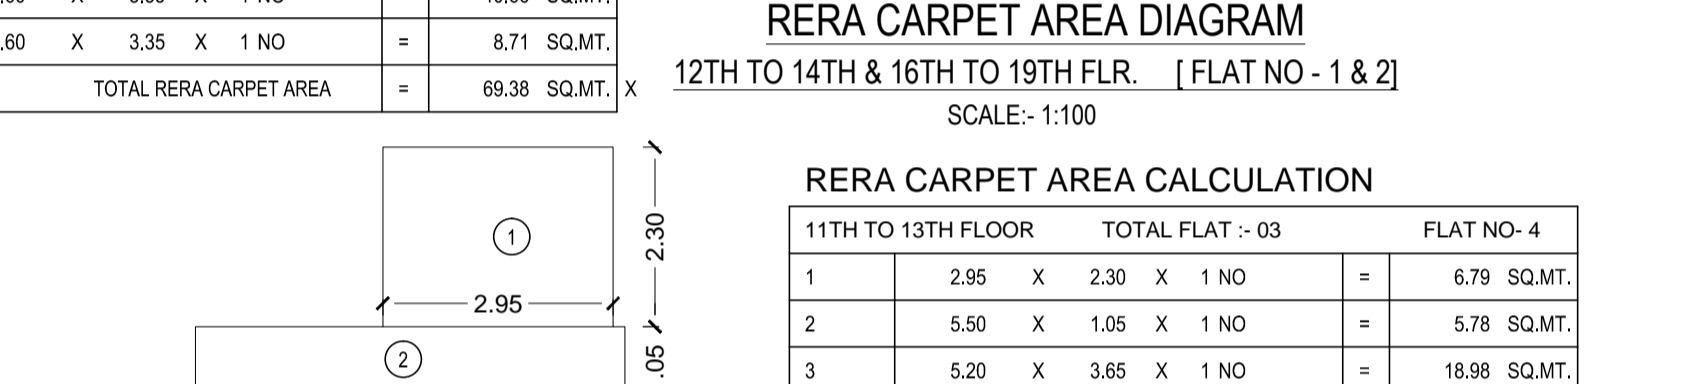 .60 X 3.35 X 1 NO = 8.71 SQ.MT.
TOTAL RERA CARPET AREA = 69.38 SQ.MT. X
RERA CARPET AREA DIAGRAM
12TH TO 14TH & 16TH TO 19TH FLR. [ FLAT NO - 1 & 2]
SCALE:- 1:100
1
2.30
2.95
2
.05
RERA CARPET AREA CALCULATION
11TH TO 13TH FLOOR TOTAL FLAT :- 03 FLAT NO- 4
1 2.95 X 2.30 X 1 NO = 6.79 SQ.MT.
2 5.50 X 1.05 X 1 NO = 5.78 SQ.MT.
3 5.20 X 3.65 X 1 NO = 18.98 SQ.MT.